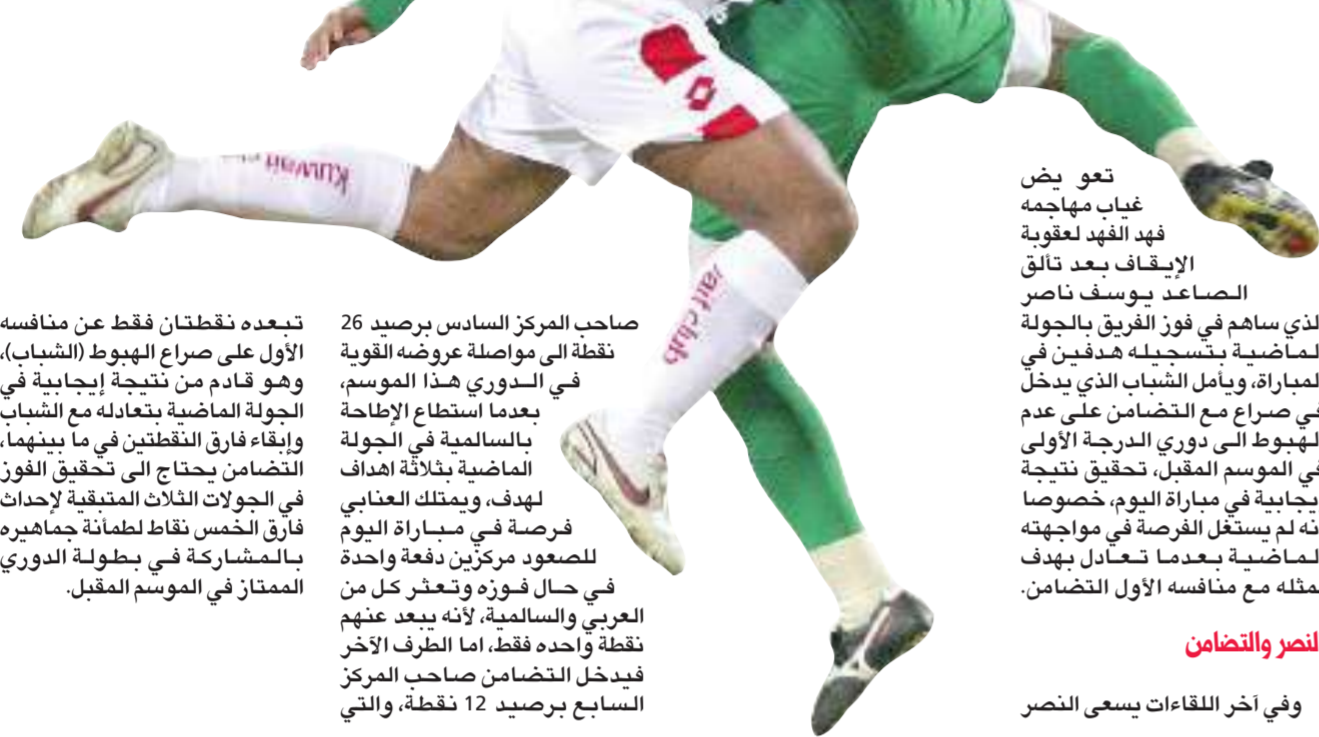 تعو يض
غياب مهاجمه
فهد الفهد لعقوبة
الإيقاف بعد تألق
الصاعد يوسف ناصر
لذي ساهم في فوز الفريق بالجولة
لماضية بتسجيله هدفين في
لمباراة، ويأمل الشباب الذي يدخل
في صراع مع التضامن على عدم
لهبوط الى دوري الدرجة الأولى
في الموسم المقبل، تحقيق نتيجة
يجابية في مباراة اليوم، خصوصا
نه لم يستغل الفرصة في مواجهته
لماضية بعدما تعادل بهدف
مثله مع منافسه الأول التضامن.
لنصر والتضامن
وفي آخر اللقاءات يسعى النصر
صاحب المركز السادس برصيد 26
نقطة الى مواصلة عروضه القوية
في الدوري هذا الموسم،
بعدما استطاع الإطاحة
بالسالمية في الجولة
الماضية بثلاثة اهداف
لهدف، ويمتلك العنابي
فرصة في مباراة اليوم
للصعود مركزين دفعة واحدة
في حال فوزه وتعثر كل من
العربي والسالمية، لأنه يبعد عنهم
نقطة واحده فقط، اما الطرف الآخر
فيدخل التضامن صاحب المركز
السابع برصيد 12 نقطة، والتي
تبعده نقطتان فقط عن منافسه
الأول على صراع الهبوط (الشباب)،
وهو قادم من نتيجة إيجابية في
الجولة الماضية بتعادله مع الشباب
وإبقاء فارق النقطتين في ما بينهما،
التضامن يحتاج الى تحقيق الفوز
في الجولات الثلاث المتبقية لإحداث
فارق الخمس نقاط لطمأنة جماهيره
بالمشاركة في بطولة الدوري
الممتاز في الموسم المقبل.
Kuwait
ait club